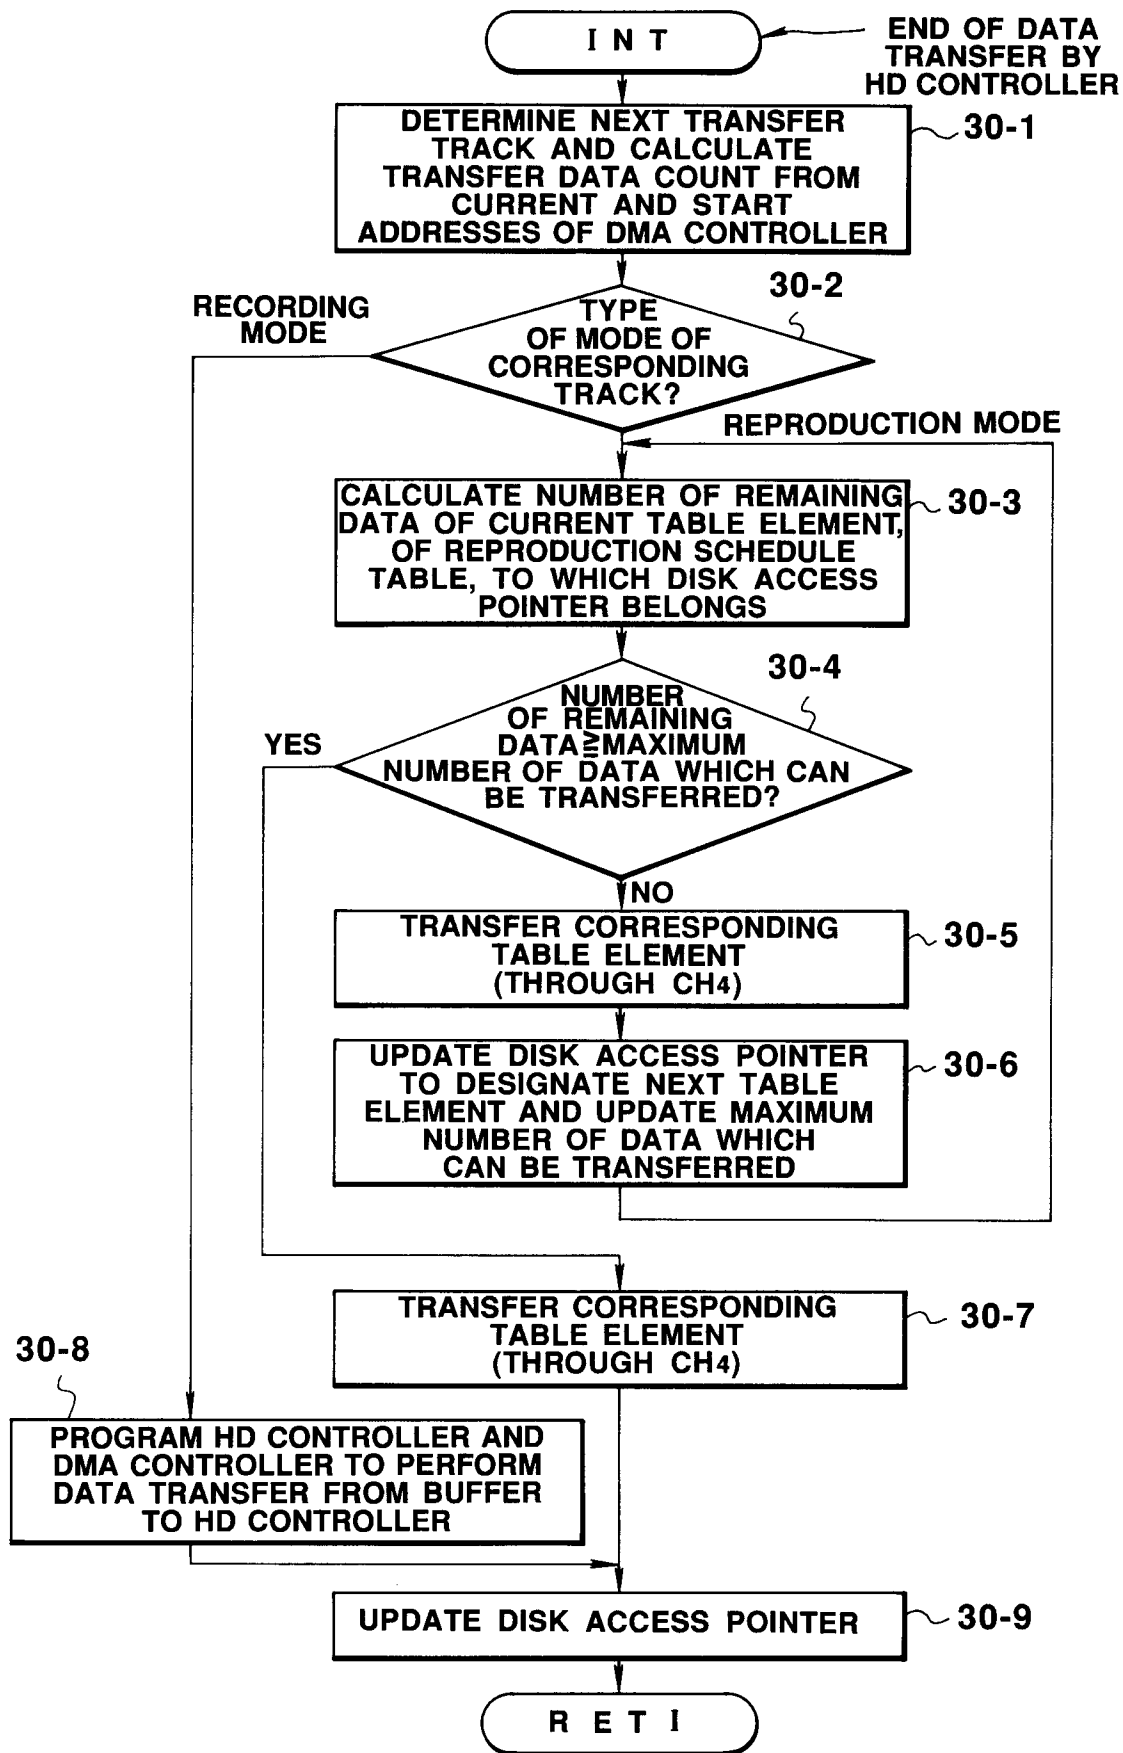 INT
END OF DATA
TRANSFER BY
HD CONTROLLER
DETERMINE NEXT TRANSFER
TRACK AND CALCULATE
TRANSFER DATA COUNT FROM
CURRENT AND START
ADDRESSES OF DMA CONTROLLER
30-1
30-2
RECORDING
MODE
TYPE
OF MODE OF
CORRESPONDING
TRACK?
REPRODUCTION MODE
CALCULATE NUMBER OF REMAINING
DATA OF CURRENT TABLE ELEMENT,
OF REPRODUCTION SCHEDULE
TABLE, TO WHICH DISK ACCESS
POINTER BELONGS
30-3
30-4
NUMBER
OF REMAINING
DATA≧MAXIMUM
NUMBER OF DATA WHICH CAN
BE TRANSFERRED?
YES
NO
TRANSFER CORRESPONDING
TABLE ELEMENT
(THROUGH CH4)
30-5
UPDATE DISK ACCESS POINTER
TO DESIGNATE NEXT TABLE
ELEMENT AND UPDATE MAXIMUM
NUMBER OF DATA WHICH
CAN BE TRANSFERRED
30-6
TRANSFER CORRESPONDING
TABLE ELEMENT
(THROUGH CH4)
30-7
30-8
PROGRAM HD CONTROLLER AND
DMA CONTROLLER TO PERFORM
DATA TRANSFER FROM BUFFER
TO HD CONTROLLER
UPDATE DISK ACCESS POINTER
30-9
RETI